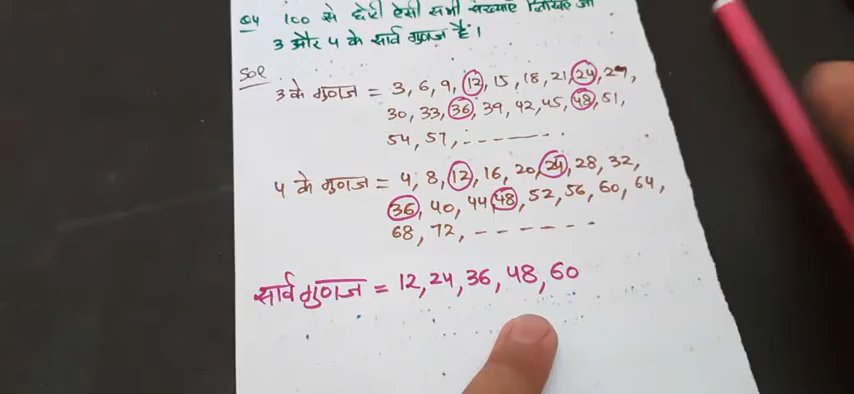 Q4 100 से छोटी ऐसी सभी संख्याएँ लिखिए जो
3 और 4 के सार्व गुणज है।
Sol
3 के गुणज = 3, 6, 9, 12, 15, 18, 21, 24, 27,
30, 33, 36, 39, 42, 45, 48, 51,
54, 57, - - - - - - -
4 के गुणज = 4, 8, 12, 16, 20, 24, 28, 32,
36, 40, 44, 48, 52, 56, 60, 64,
68, 72, - - - - - -
सार्व गुणज = 12, 24, 36, 48, 60